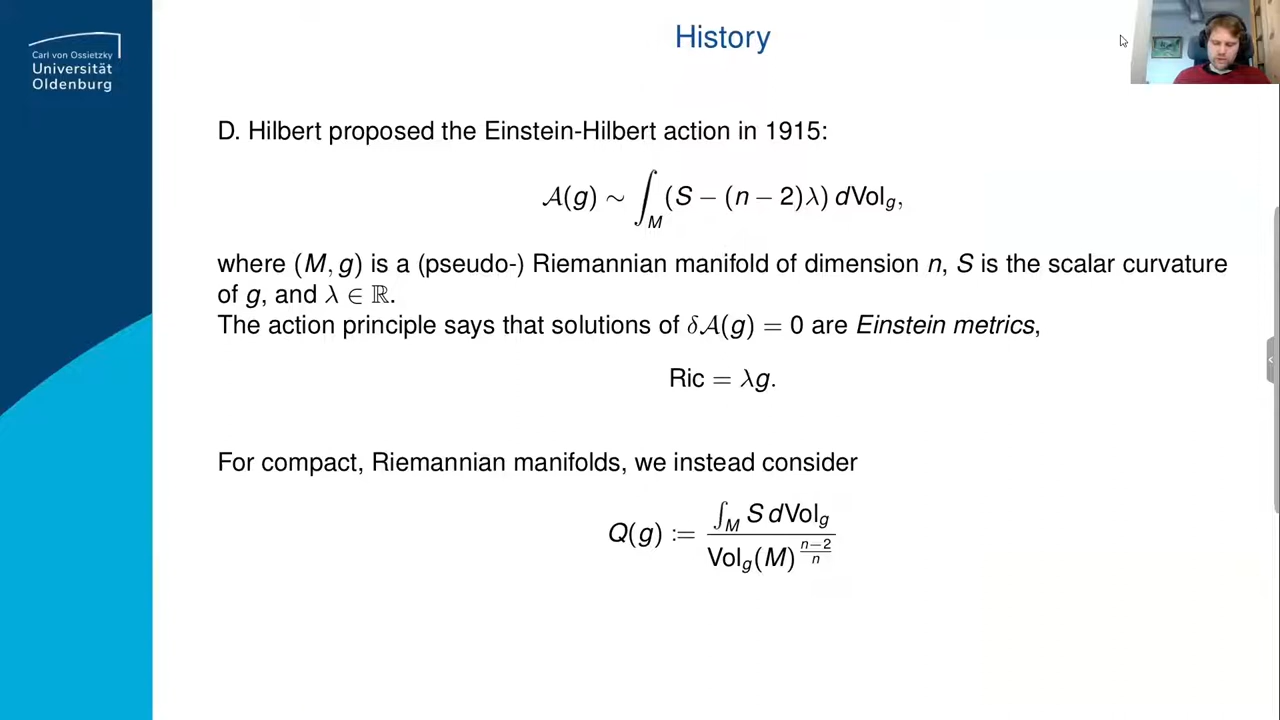 Carl von Ossietzky
Universität
Oldenburg
History
D. Hilbert proposed the Einstein-Hilbert action in 1915:
𝒜(g) ∼ ∫_M (S − (n − 2)λ) dVol_g,
where (M, g) is a (pseudo-) Riemannian manifold of dimension n, S is the scalar curvature
of g, and λ ∈ ℝ.
The action principle says that solutions of δ𝒜(g) = 0 are Einstein metrics,
Ric = λg.
For compact, Riemannian manifolds, we instead consider
Q(g) := ∫_M S dVol_g / Vol_g(M)^{(n−2)/n}